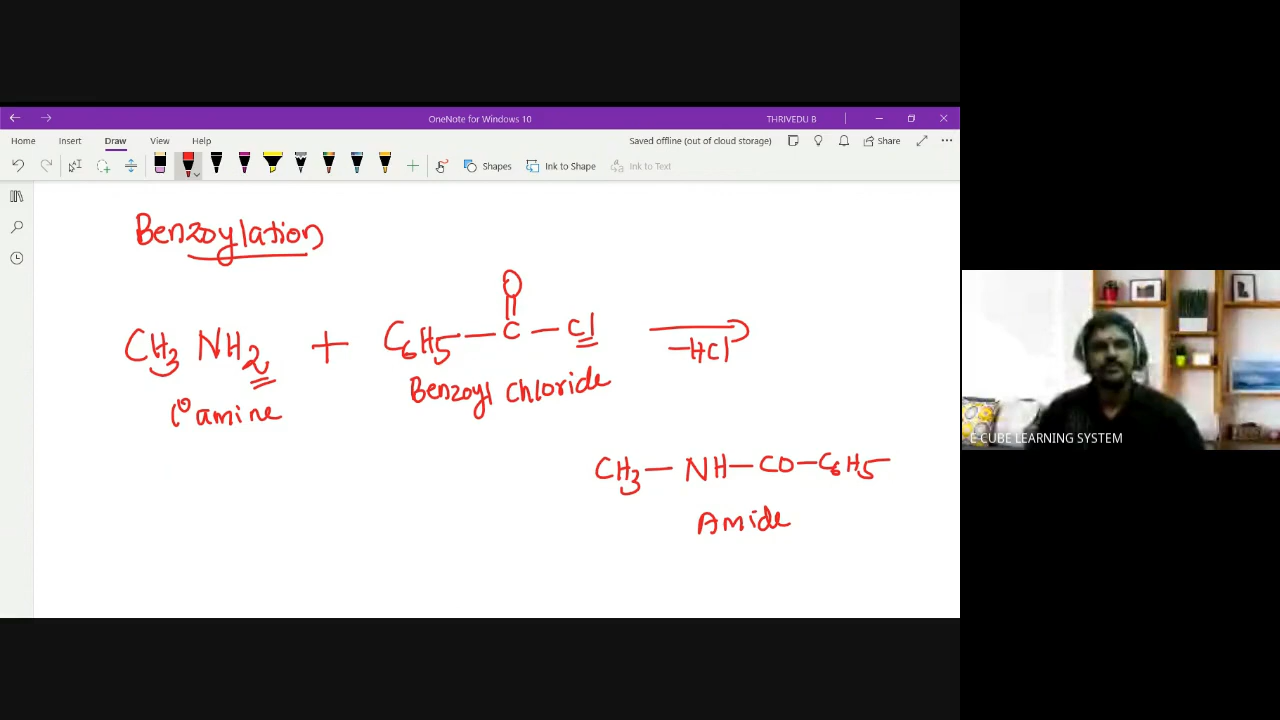 OneNote for Windows 10
THRIVEDU B
Home Insert Draw View Help
Saved offline (out of cloud storage)
Share
Shapes
Ink to Shape
Ink to Text
Benzoylation
CH3 NH2 + C6H5—C—Cl
O
-HCl
1° amine
Benzoyl chloride
CH3—NH—CO—C6H5
Amide
E CUBE LEARNING SYSTEM